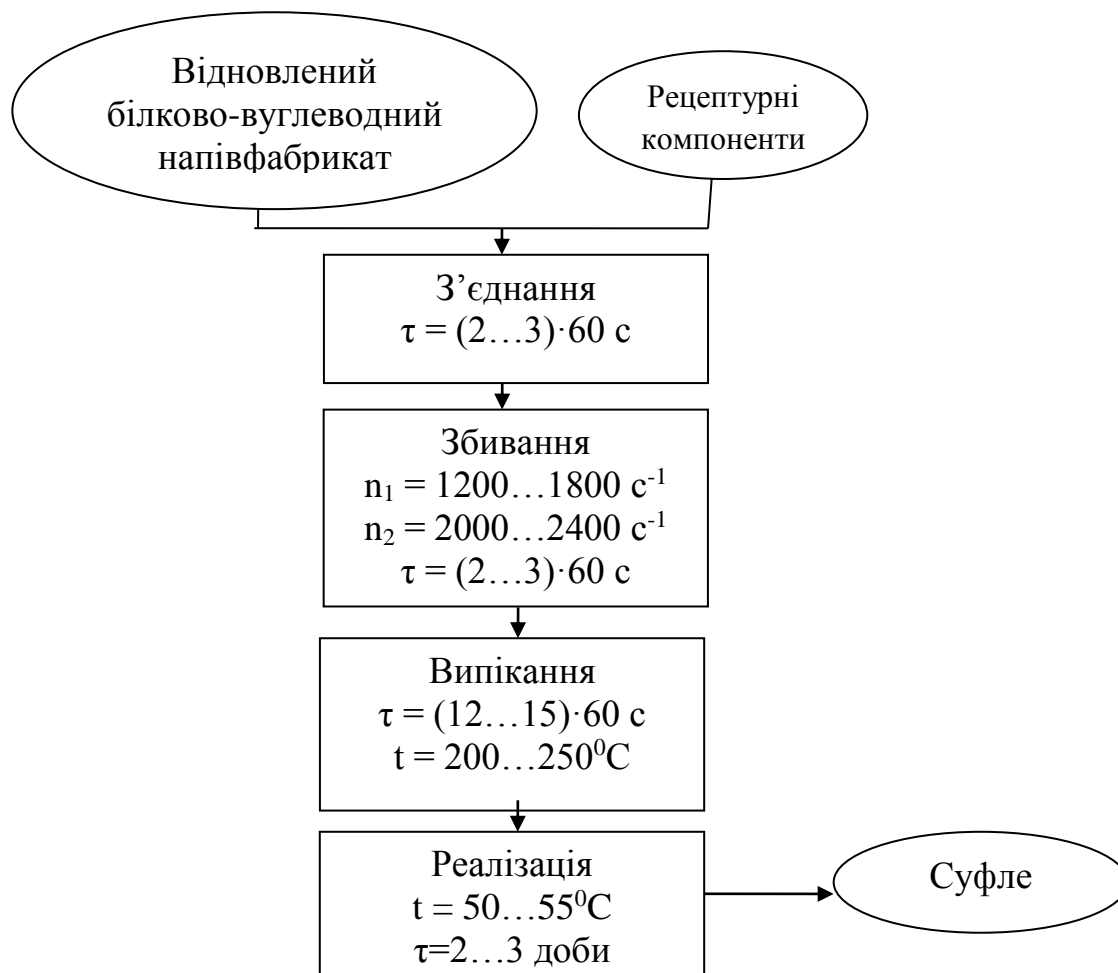 Відновлений
білково-вуглеводний
напівфабрикат
Рецептурні
компоненти
З’єднання
τ = (2…3)·60 с
Збивання
n₁ = 1200…1800 с⁻¹
n₂ = 2000…2400 с⁻¹
τ = (2…3)·60 с
Випікання
τ = (12…15)·60 с
t = 200…250⁰С
Реалізація
t = 50…55⁰С
τ=2…3 доби
Суфле